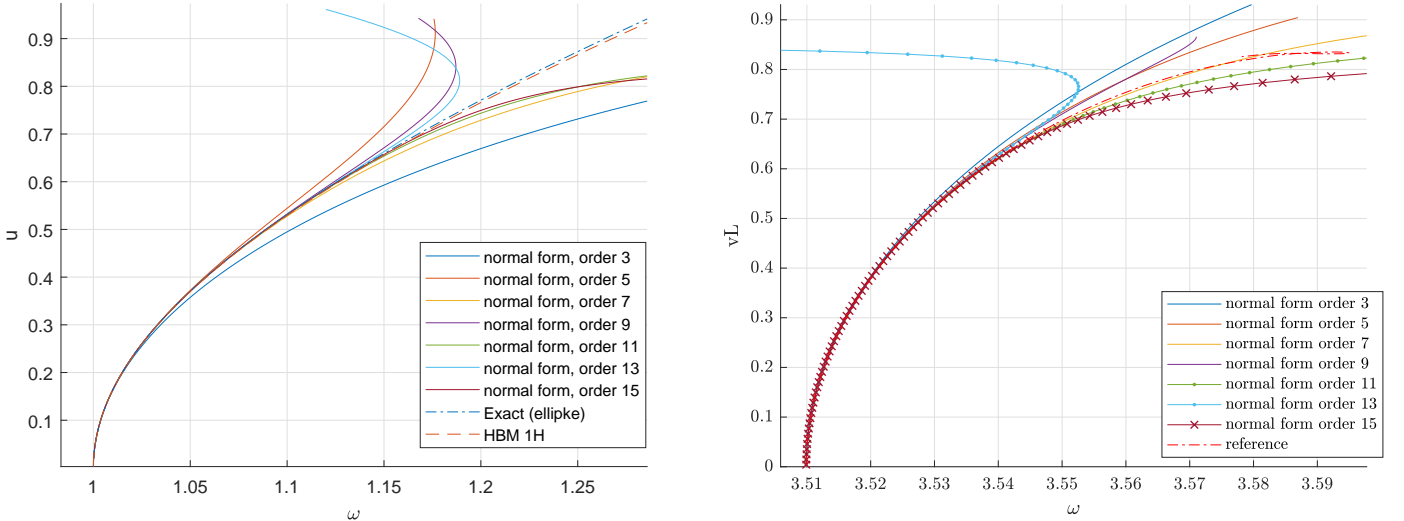 0.9
0.8
0.7
0.6
0.5
0.4
0.3
0.2
0.1
u
1
1.05
1.1
1.15
1.2
1.25
ω
normal form, order 3
normal form, order 5
normal form, order 7
normal form, order 9
normal form, order 11
normal form, order 13
normal form, order 15
Exact (ellipke)
HBM 1H
0.9
0.8
0.7
0.6
0.5
0.4
0.3
0.2
0.1
0
vL
3.51
3.52
3.53
3.54
3.55
3.56
3.57
3.58
3.59
ω
normal form order 3
normal form order 5
normal form order 7
normal form order 9
normal form order 11
normal form order 13
normal form order 15
reference